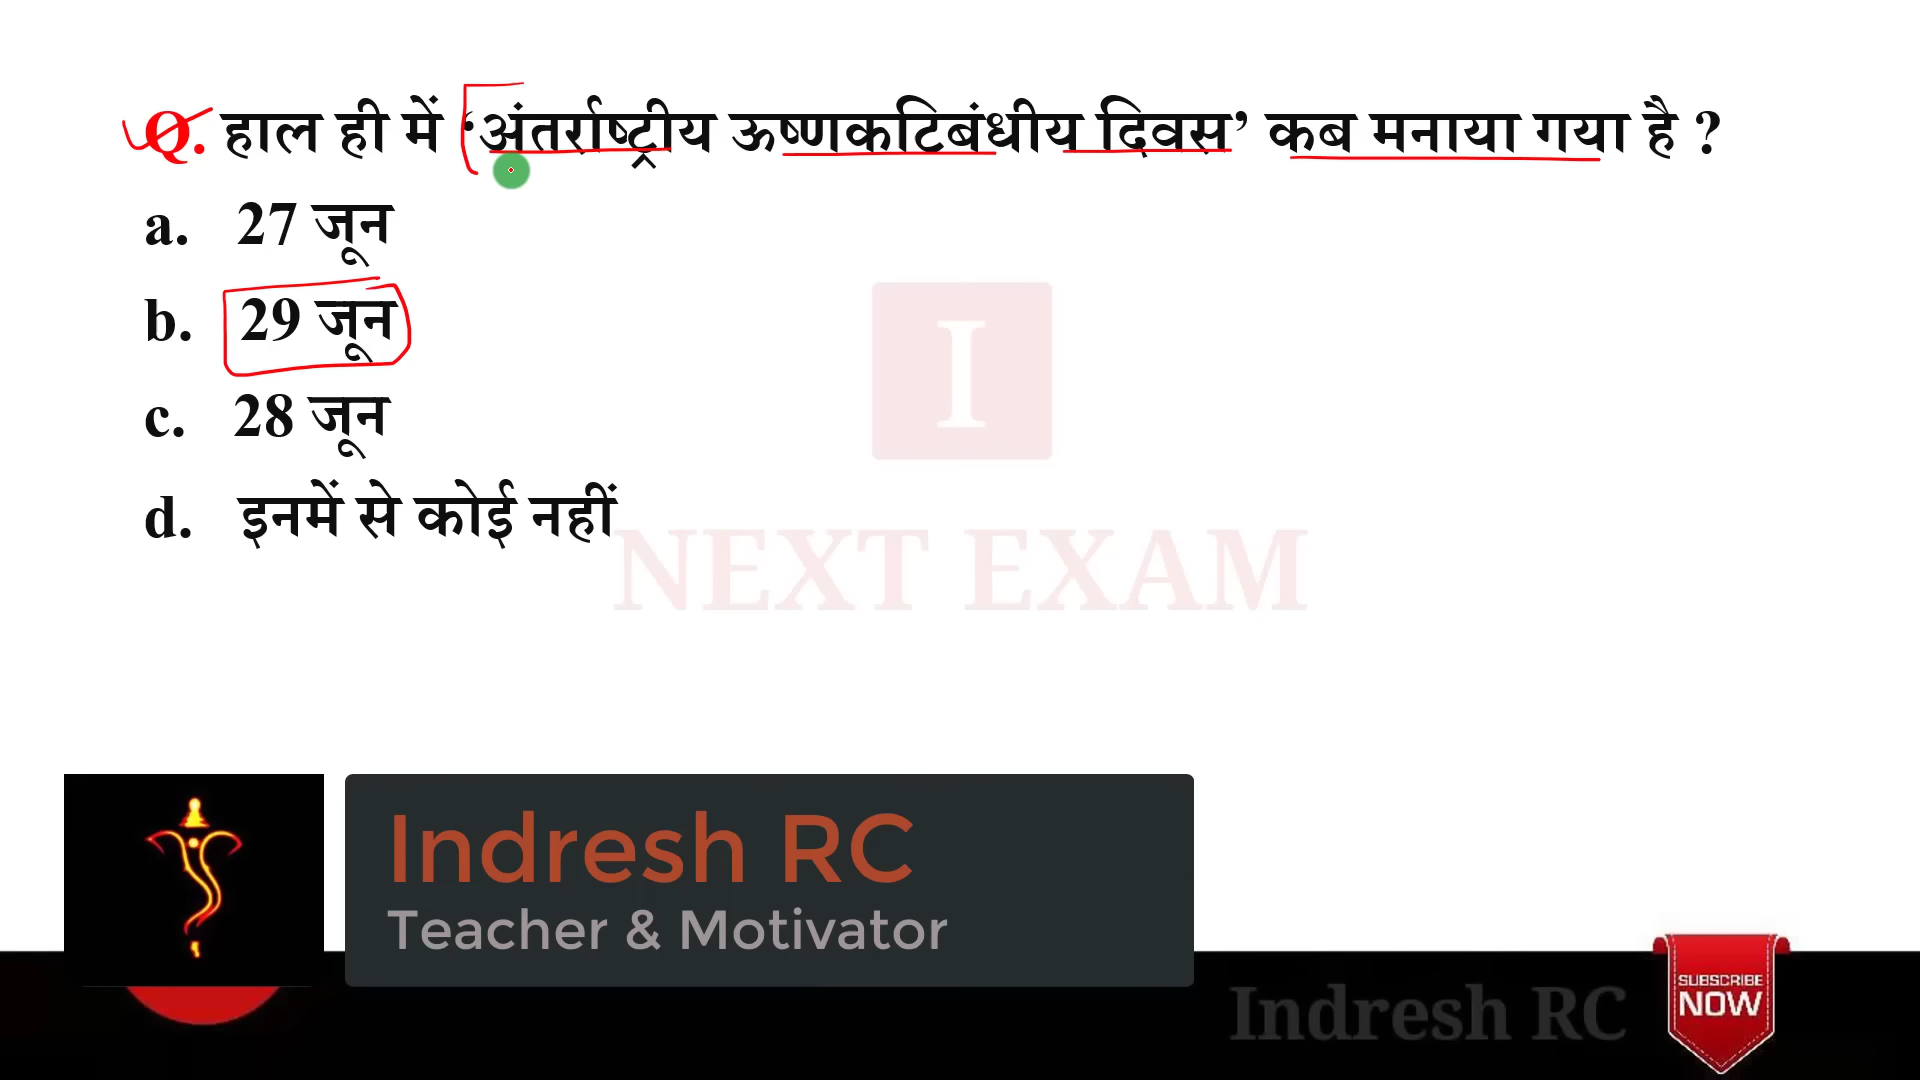 Q. हाल ही में ‘अंतर्राष्ट्रीय ऊष्णकटिबंधीय दिवस’ कब मनाया गया है ?
a. 27 जून
b. 29 जून
c. 28 जून
d. इनमें से कोई नहीं
I
NEXT EXAM
Indresh RC
Teacher & Motivator
Indresh RC
SUBSCRIBE
NOW